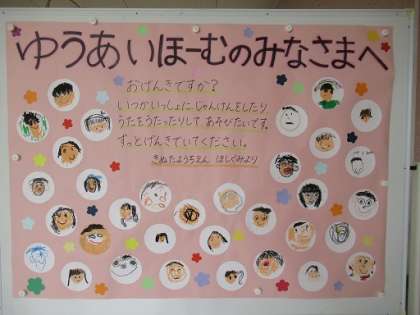 ゆうあいほーむのみなさまへ
おげんきですか？
いつかいっしょにじゃんけんをしたり
うたをうたったりして あそびたいです。
ずっとげんきでいてください。
きぬたようちえん ほしぐみより